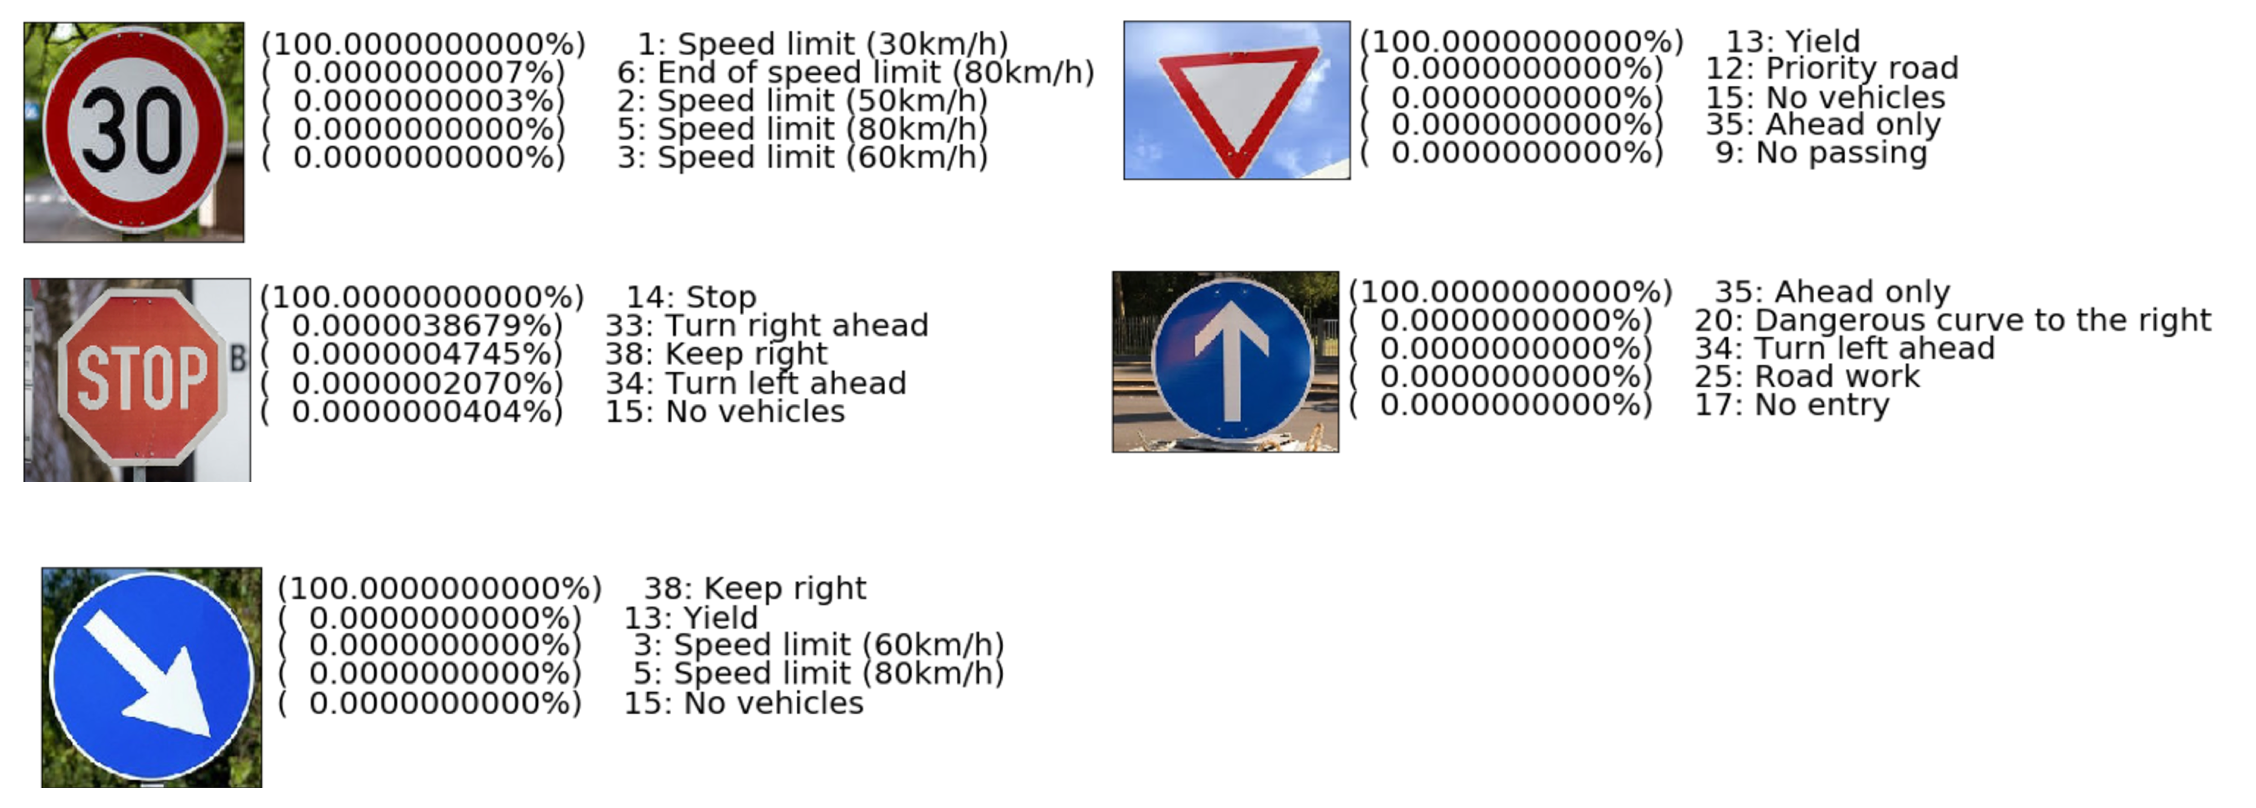 30
(100.0000000000%) 1: Speed limit (30km/h)
( 0.0000000007%) 6: End of speed limit (80km/h)
( 0.0000000003%) 2: Speed limit (50km/h)
( 0.0000000000%) 5: Speed limit (80km/h)
( 0.0000000000%) 3: Speed limit (60km/h)
(100.0000000000%) 13: Yield
( 0.0000000000%) 12: Priority road
( 0.0000000000%) 15: No vehicles
( 0.0000000000%) 35: Ahead only
( 0.0000000000%) 9: No passing
STOP
B
(100.0000000000%) 14: Stop
( 0.0000038679%) 33: Turn right ahead
( 0.0000004745%) 38: Keep right
( 0.0000002070%) 34: Turn left ahead
( 0.0000000404%) 15: No vehicles
(100.0000000000%) 35: Ahead only
( 0.0000000000%) 20: Dangerous curve to the right
( 0.0000000000%) 34: Turn left ahead
( 0.0000000000%) 25: Road work
( 0.0000000000%) 17: No entry
(100.0000000000%) 38: Keep right
( 0.0000000000%) 13: Yield
( 0.0000000000%) 3: Speed limit (60km/h)
( 0.0000000000%) 5: Speed limit (80km/h)
( 0.0000000000%) 15: No vehicles